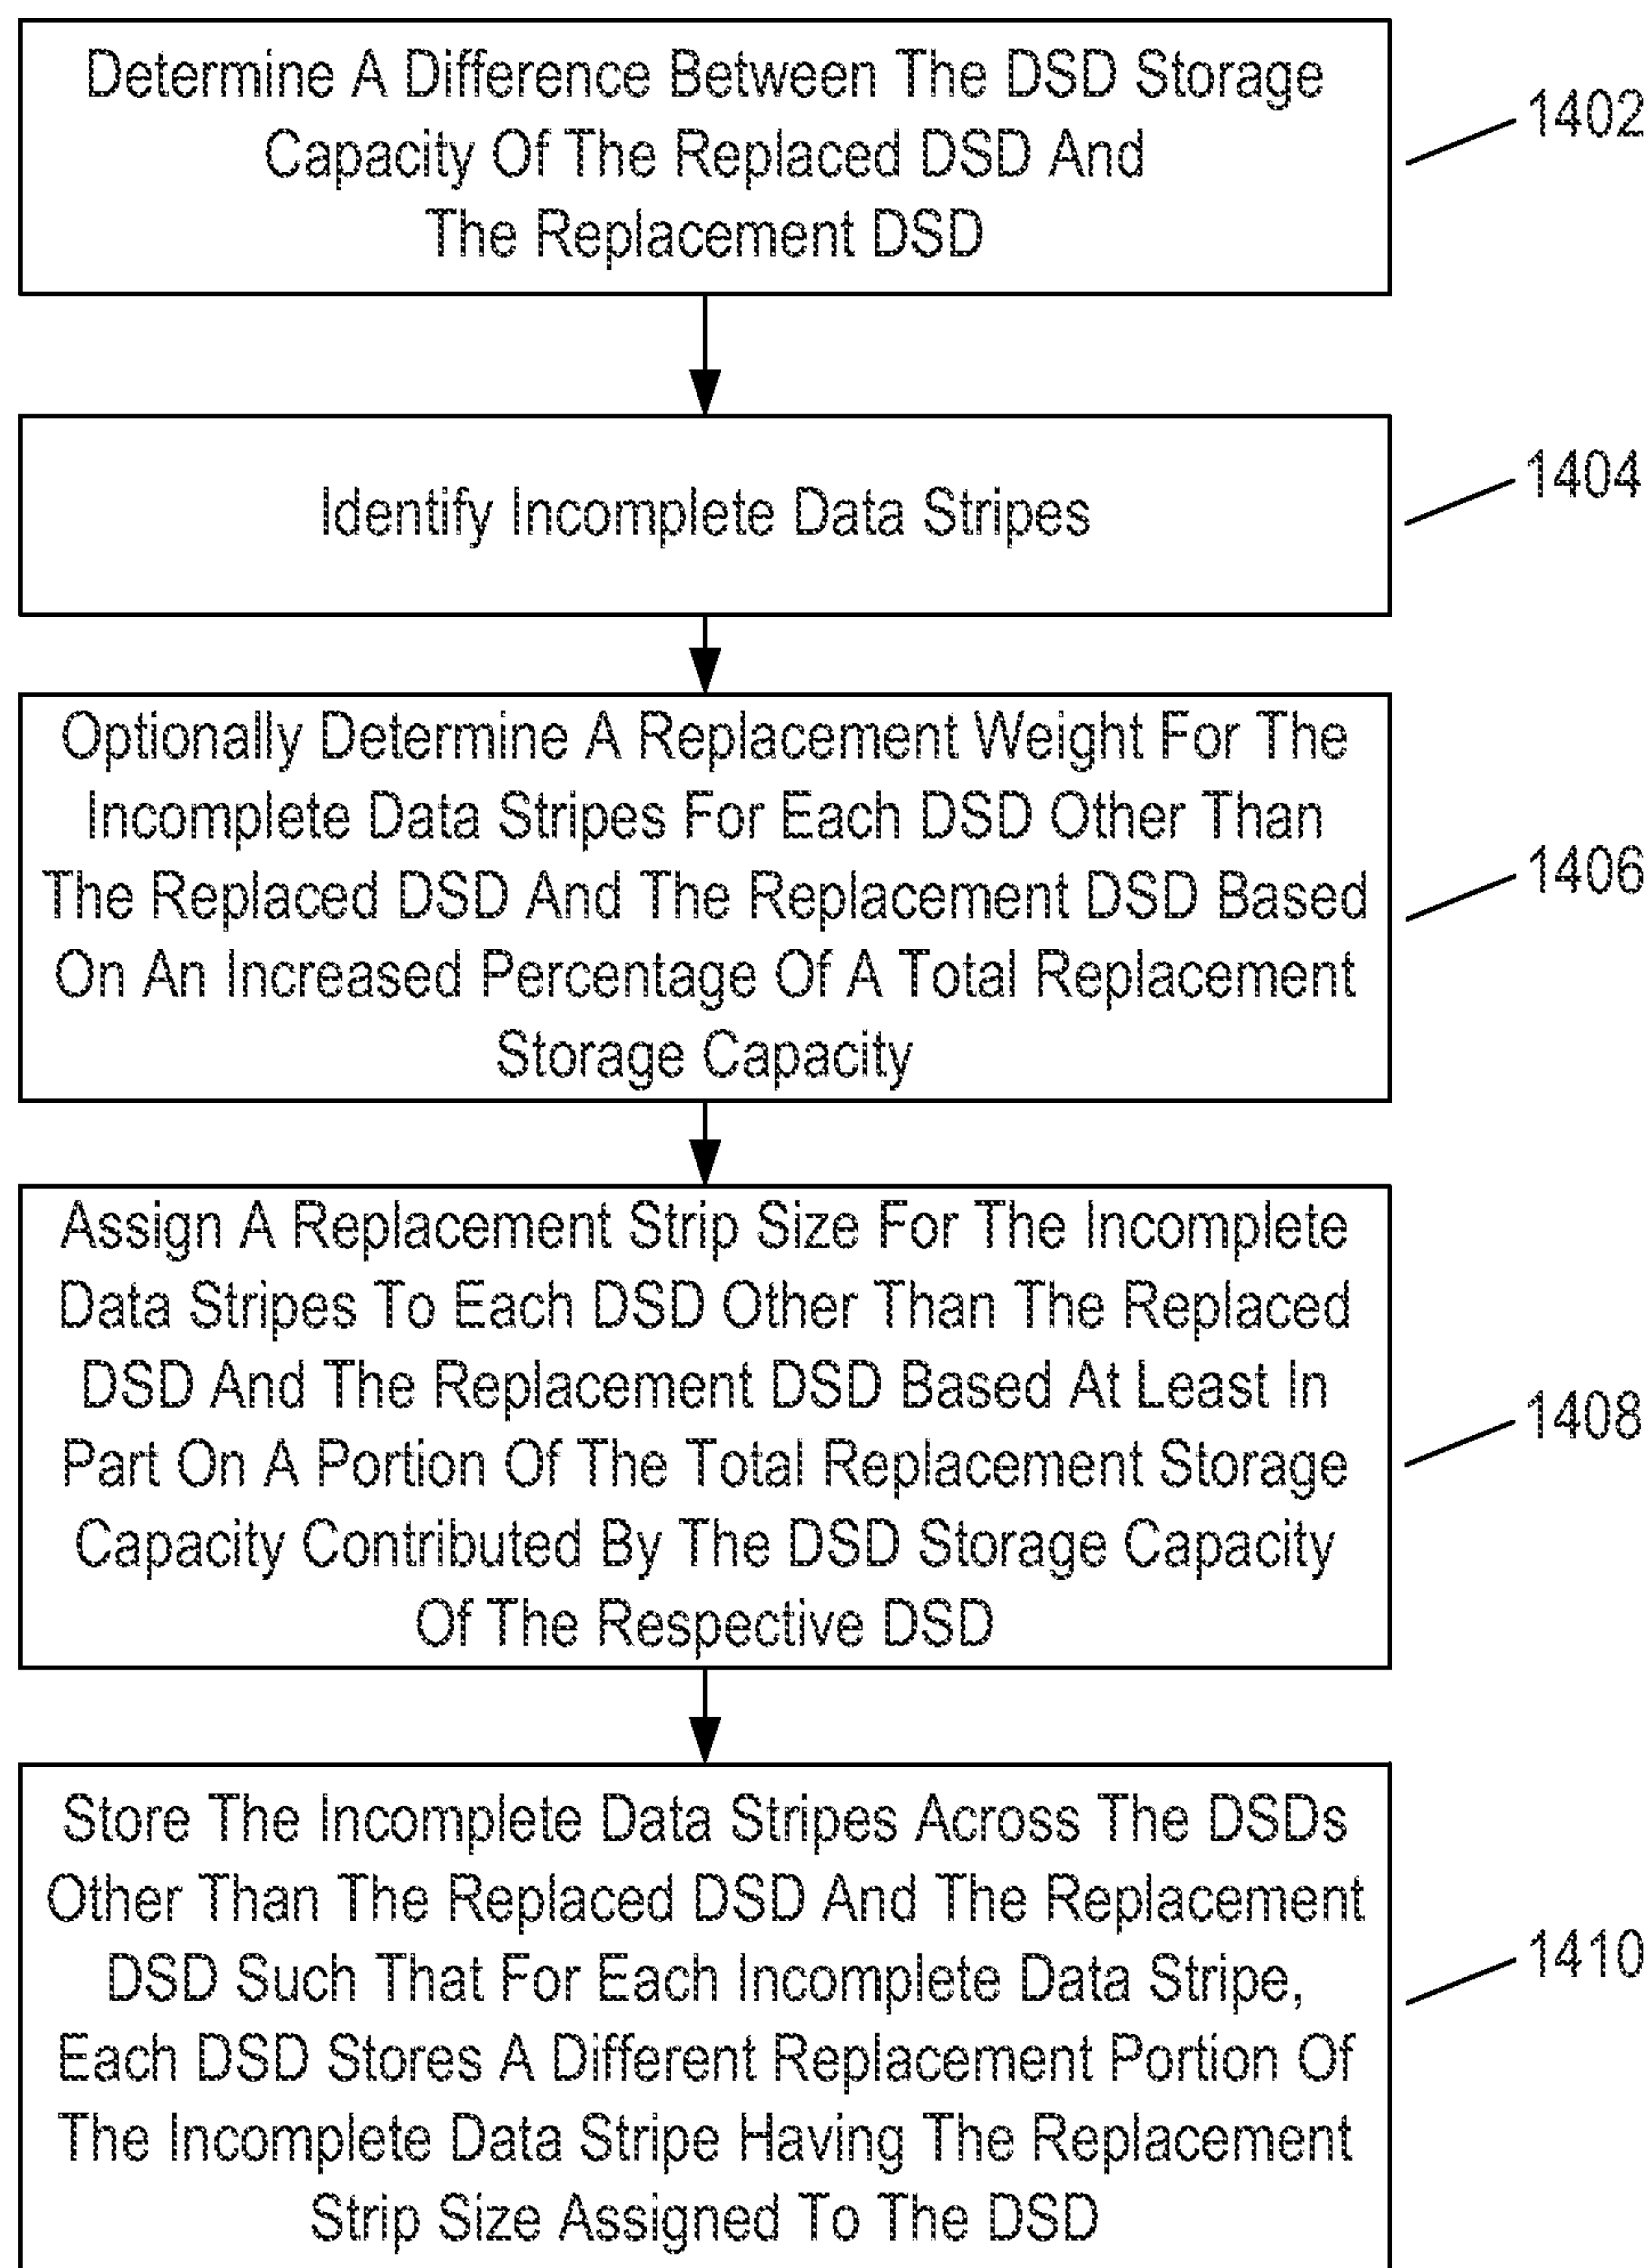 Determine A Difference Between The DSD Storage
Capacity Of The Replaced DSD And
The Replacement DSD
1402
Identify Incomplete Data Stripes
1404
Optionally Determine A Replacement Weight For The
Incomplete Data Stripes For Each DSD Other Than
The Replaced DSD And The Replacement DSD Based
On An Increased Percentage Of A Total Replacement
Storage Capacity
1406
Assign A Replacement Strip Size For The Incomplete
Data Stripes To Each DSD Other Than The Replaced
DSD And The Replacement DSD Based At Least In
Part On A Portion Of The Total Replacement Storage
Capacity Contributed By The DSD Storage Capacity
Of The Respective DSD
1408
Store The Incomplete Data Stripes Across The DSDs
Other Than The Replaced DSD And The Replacement
DSD Such That For Each Incomplete Data Stripe,
Each DSD Stores A Different Replacement Portion Of
The Incomplete Data Stripe Having The Replacement
Strip Size Assigned To The DSD
1410